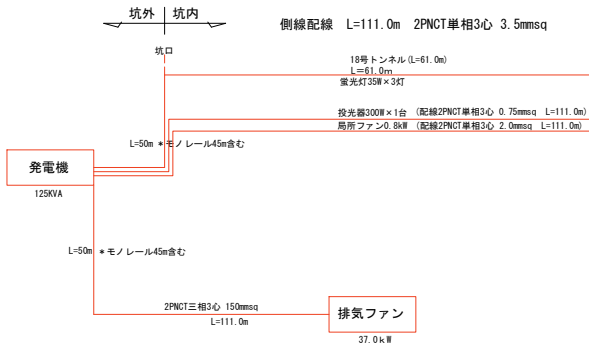 坑外 坑内
側線配線 L=111.0m 2PNCT単相3心 3.5mmsq
坑口
18号トンネル(L=61.0m)
L=61.0m
蛍光灯35W×3灯
投光器300W×1台 (配線2PNCT単相3心 0.75mmsq L=111.0m)
局所ファン0.8kW (配線2PNCT単相3心 2.0mmsq L=111.0m)
L=50m *モノレール45m含む
発電機
125KVA
L=50m *モノレール45m含む
2PNCT三相3心 150mmsq
L=111.0m
排気ファン
37.0kW